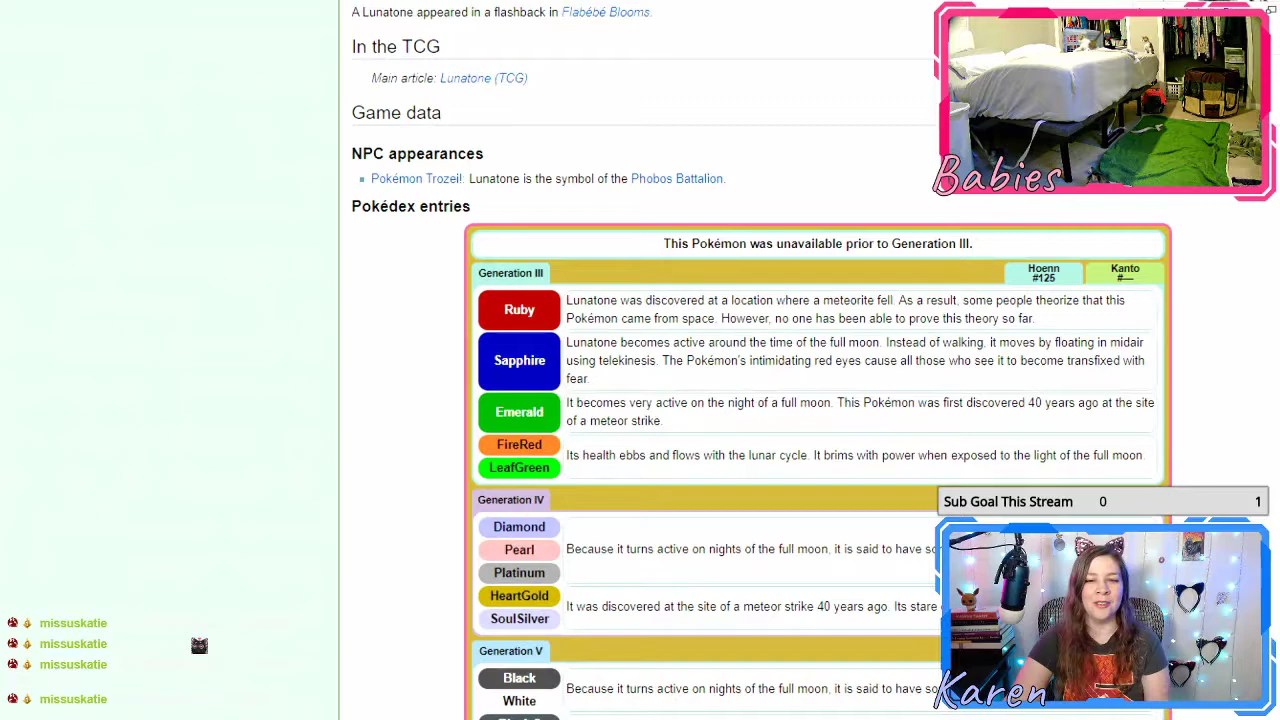 A Lunatone appeared in a flashback in Flabébé Blooms.
In the TCG
Main article: Lunatone (TCG)
Game data
NPC appearances
Pokémon Trozei!: Lunatone is the symbol of the Phobos Battalion.
Pokédex entries
This Pokémon was unavailable prior to Generation III.
Generation III
Hoenn
#125
Kanto
#—
Ruby
Lunatone was discovered at a location where a meteorite fell. As a result, some people theorize that this
Pokémon came from space. However, no one has been able to prove this theory so far.
Sapphire
Lunatone becomes active around the time of the full moon. Instead of walking, it moves by floating in midair
using telekinesis. The Pokémon's intimidating red eyes cause all those who see it to become transfixed with
fear.
Emerald
It becomes very active on the night of a full moon. This Pokémon was first discovered 40 years ago at the site
of a meteor strike.
FireRed
LeafGreen
Its health ebbs and flows with the lunar cycle. It brims with power when exposed to the light of the full moon.
Generation IV
Diamond
Pearl
Platinum
Because it turns active on nights of the full moon, it is said to have so
HeartGold
SoulSilver
It was discovered at the site of a meteor strike 40 years ago. Its stare
Generation V
Black
White
Because it turns active on nights of the full moon, it is said to have so
missuskatie
missuskatie
missuskatie
missuskatie
Babies
Sub Goal This Stream 0 1
Karen